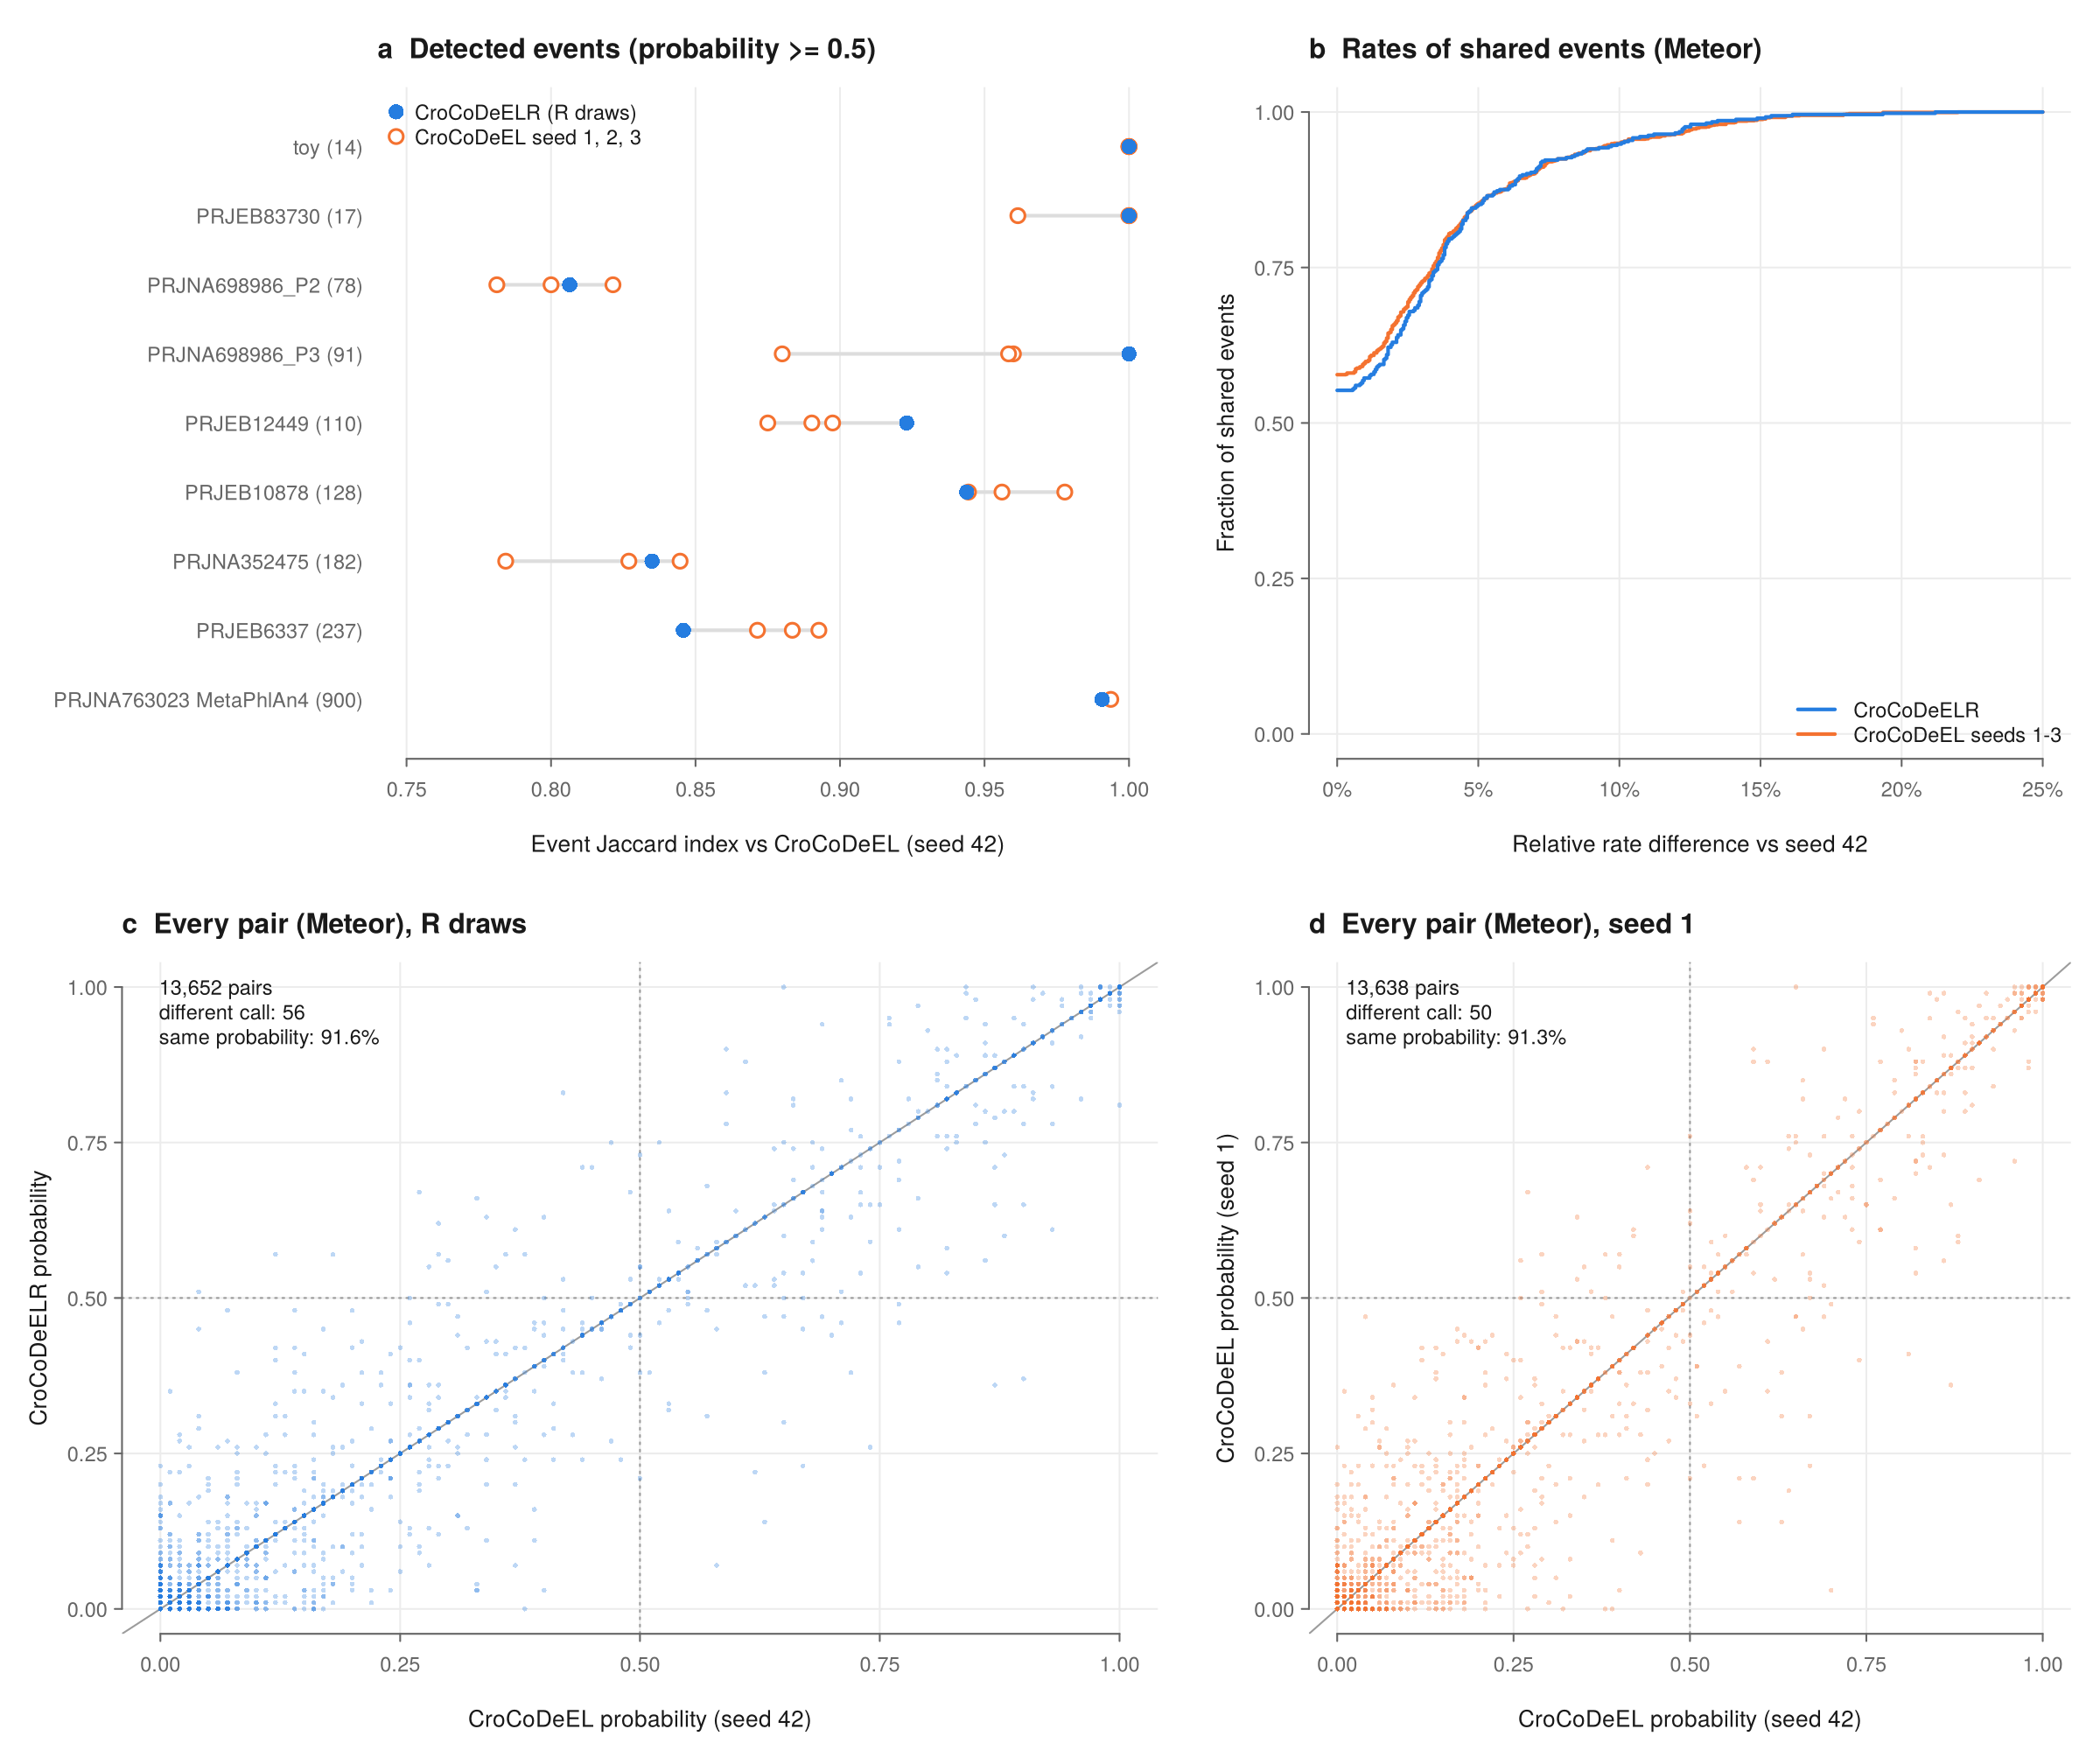 a Detected events (probability >= 0.5)
CroCoDeELR (R draws)
CroCoDeEL seed 1, 2, 3
toy (14)
PRJEB83730 (17)
PRJNA698986_P2 (78)
PRJNA698986_P3 (91)
PRJEB12449 (110)
PRJEB10878 (128)
PRJNA352475 (182)
PRJEB6337 (237)
PRJNA763023 MetaPhlAn4 (900)
0.75 0.80 0.85 0.90 0.95 1.00
Event Jaccard index vs CroCoDeEL (seed 42)
b Rates of shared events (Meteor)
Fraction of shared events
1.00
0.75
0.50
0.25
0.00
CroCoDeELR
CroCoDeEL seeds 1-3
0% 5% 10% 15% 20% 25%
Relative rate difference vs seed 42
c Every pair (Meteor), R draws
13,652 pairs
different call: 56
same probability: 91.6%
CroCoDeELR probability
1.00
0.75
0.50
0.25
0.00
0.00 0.25 0.50 0.75 1.00
CroCoDeEL probability (seed 42)
d Every pair (Meteor), seed 1
13,638 pairs
different call: 50
same probability: 91.3%
CroCoDeEL probability (seed 1)
1.00
0.75
0.50
0.25
0.00
0.00 0.25 0.50 0.75 1.00
CroCoDeEL probability (seed 42)